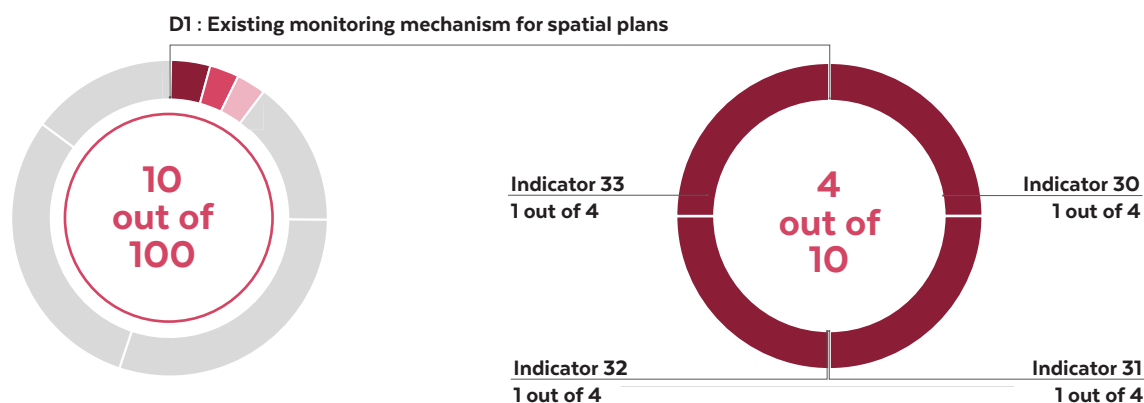 D1 : Existing monitoring mechanism for spatial plans
10
out of
100
Indicator 33
1 out of 4
4
out of
10
Indicator 30
1 out of 4
Indicator 32
1 out of 4
Indicator 31
1 out of 4